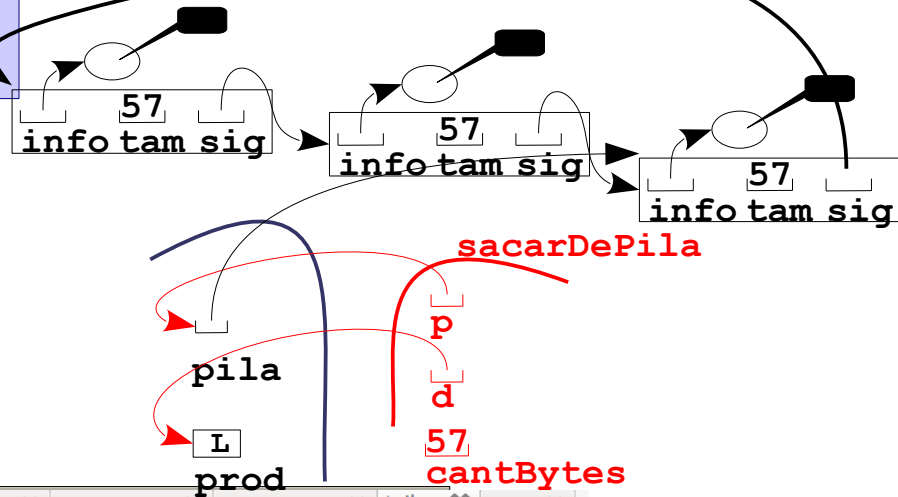 57
info tam sig
57
info tam sig
57
info tam sig
sacarDePila
p
pila
d
L
57
prod
cantBytes